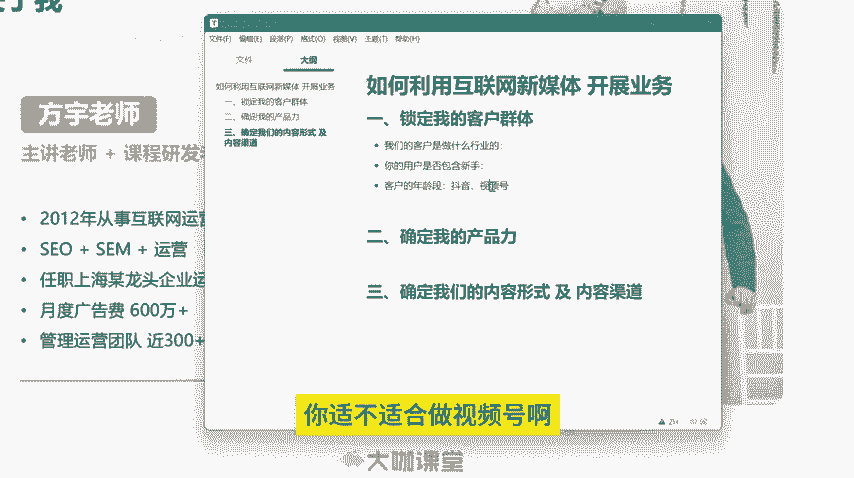 方宇老师
主讲老师 + 课程研发
• 2012年从事互联网运营
• SEO + SEM + 运营
• 任职上海某龙头企业运
• 月度广告费 600万+
• 管理运营团队 近300+
文件(F) 编辑(E) 段落(P) 格式(O) 视图(V) 主题(T) 帮助(H)
文件 大纲
如何利用互联网新媒体 开展业务
一、锁定我的客户群体
二、确定我的产品力
三、确定我们的内容形式 及
内容渠道
如何利用互联网新媒体 开展业务
一、锁定我的客户群体
• 我们的客户是做什么行业的:
• 你的用户是否包含新手:
• 客户的年龄段: 抖音、视频号
二、确定我的产品力
三、确定我们的内容形式 及 内容渠道
你适不适合做视频号啊
大咖课堂